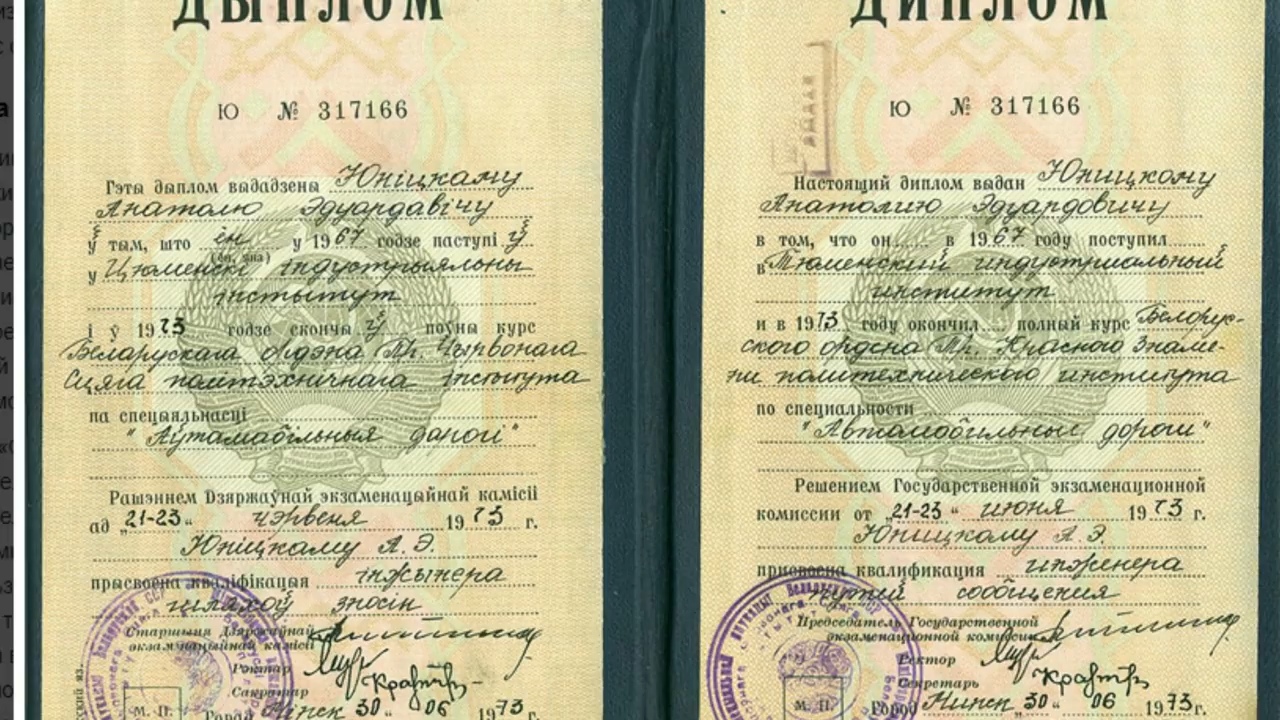 ДЫПЛОМ
Ю № 317166
Гэты дыплом выдадзены Юніцкаму
Анатолю Эдуардавічу
ў тым, што ён у 1967 годзе паступіў
(ён, яна)
у Цюменскі індустрыяльны
інстытут
і ў 1973 годзе скончыў поўны курс
Беларускага ордэна Пр. Чырвонага
Сцяга політэхнічнага інстытута
па спецыяльнасці
"Аўтамабільныя дарогі"
Рашэннем Дзяржаўнай экзаменацыйнай камісіі
ад „21-23“ чэрвеня 1973 г.
Юніцкаму А. Э.
прысвоена кваліфікацыя інжынера
шляхоў зносін
Старшыня Дзяржаўнай
экзаменацыйнай камісіі
Рэктар
Сакратар
М. П.
Горад Мінск 30 “ 06 1973 г.
ДИПЛОМ
Ю № 317166
Настоящий диплом выдан Юницкому
Анатолию Эдуардовичу
в том, что он в 1967 году поступил
в Тюменский индустриальный
институт
и в 1973 году окончил полный курс Белорус-
ского ордена Тр. Красного Знаме-
ни политехнического института
по специальности
"Автомобильные дороги"
Решением Государственной экзаменационной
комиссии от „21-23“ июня 1973 г.
Юницкому А. Э.
присвоена квалификация инженера
путей сообщения
Председатель Государственной
экзаменационной комиссии
Ректор
Секретарь
М. П.
Город Минск „30“ 06 1973 г.